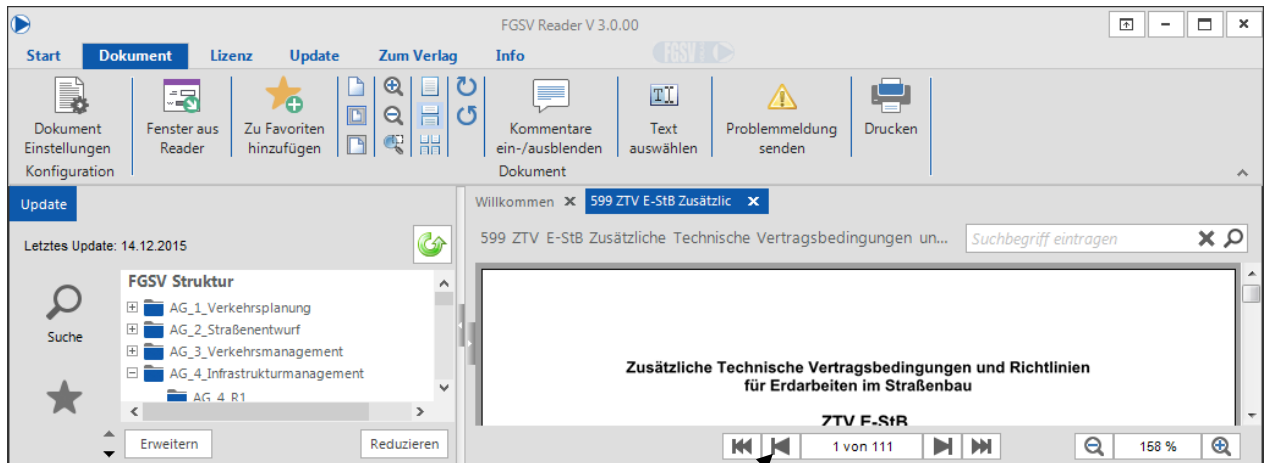 FGSV Reader V 3.0.00
Start Dokument Lizenz Update Zum Verlag Info
FGSV
Dokument Einstellungen
Fenster aus Reader
Zu Favoriten hinzufügen
Kommentare ein-/ausblenden
Text auswählen
Problemmeldung senden
Drucken
Konfiguration
Dokument
Update
Letztes Update: 14.12.2015
Suche
FGSV Struktur
AG_1_Verkehrsplanung
AG_2_Straßenentwurf
AG_3_Verkehrsmanagement
AG_4_Infrastrukturmanagement
AG_4_R1
Erweitern
Reduzieren
Willkommen
599 ZTV E-StB Zusätzlic
599 ZTV E-StB Zusätzliche Technische Vertragsbedingungen un...
Suchbegriff eintragen
Zusätzliche Technische Vertragsbedingungen und Richtlinien
für Erdarbeiten im Straßenbau
ZTV E-StB
1 von 111
158 %